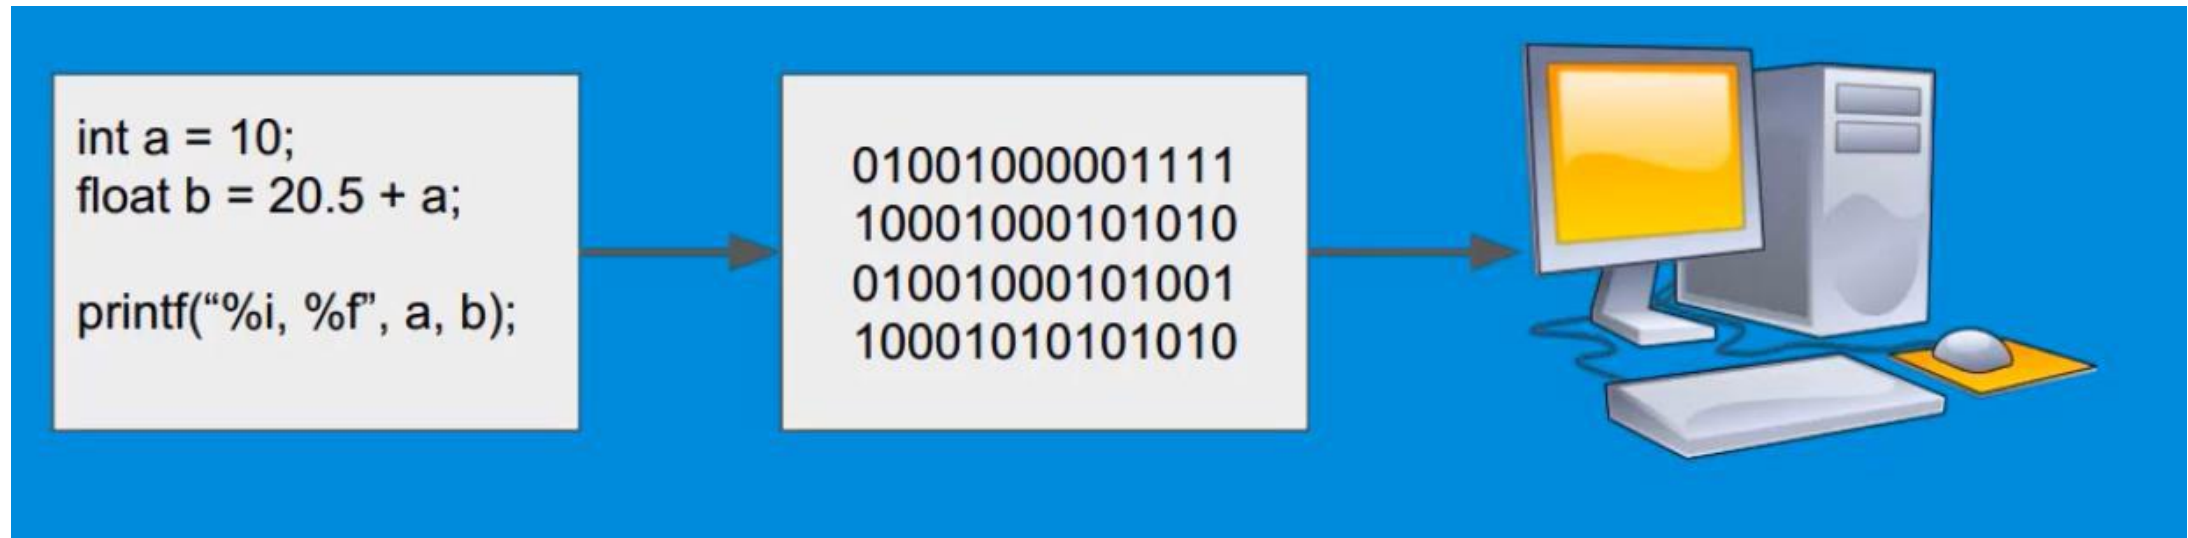 int a = 10;
float b = 20.5 + a;
printf(“%i, %f”, a, b);
01001000001111
10001000101010
01001000101001
10001010101010